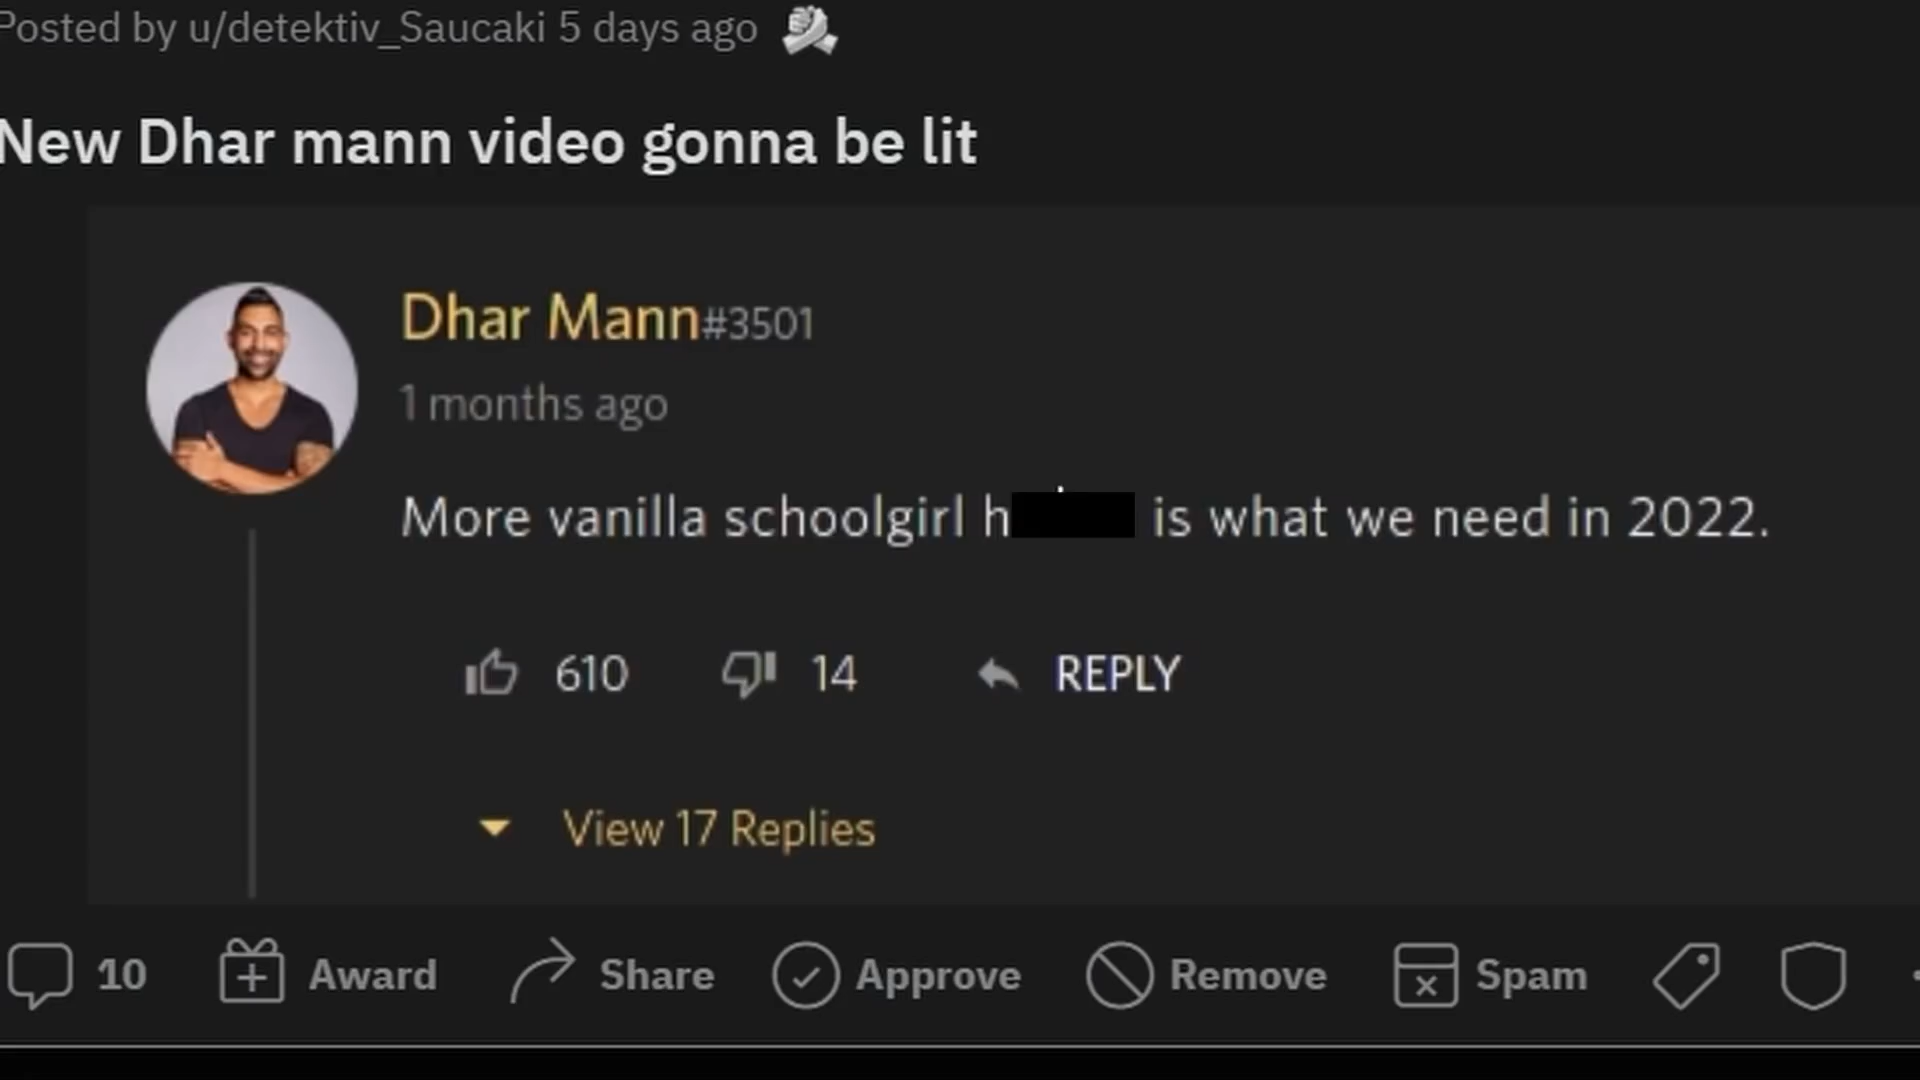 Posted by u/detektiv_Saucaki 5 days ago
New Dhar mann video gonna be lit
Dhar Mann#3501
1 months ago
More vanilla schoolgirl h is what we need in 2022.
610 14 REPLY
View 17 Replies
10 Award Share Approve Remove Spam